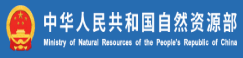 中华人民共和国自然资源部
Ministry of Natural Resources of the People's Republic of China